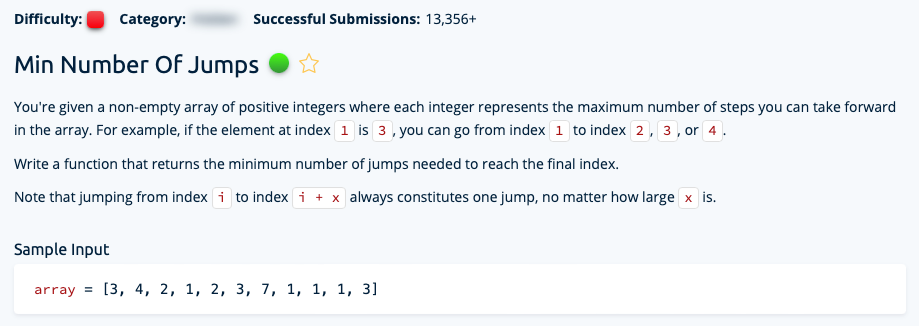 Difficulty: Category: Successful Submissions: 13,356+
Min Number Of Jumps
You're given a non-empty array of positive integers where each integer represents the maximum number of steps you can take forward
in the array. For example, if the element at index 1 is 3, you can go from index 1 to index 2, 3, or 4.
Write a function that returns the minimum number of jumps needed to reach the final index.
Note that jumping from index i to index i + x always constitutes one jump, no matter how large x is.
Sample Input
array = [3, 4, 2, 1, 2, 3, 7, 1, 1, 1, 3]